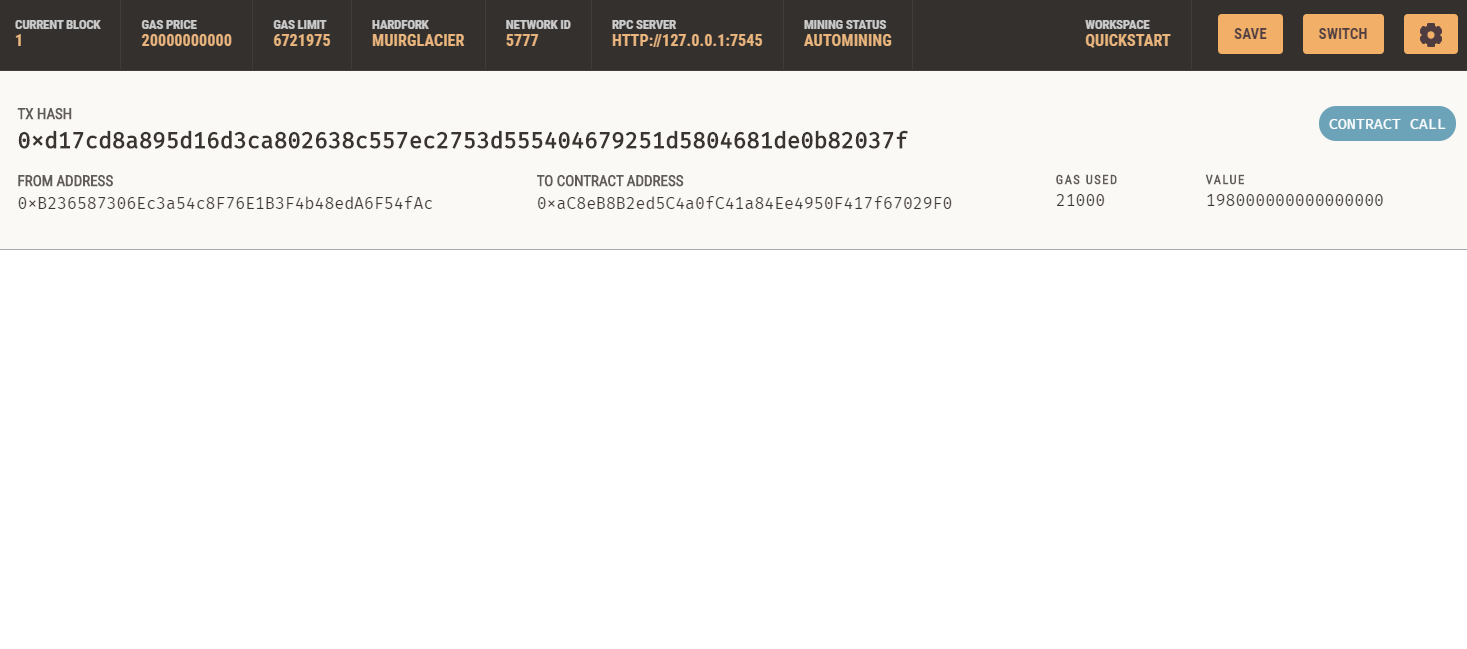 CURRENT BLOCK GAS PRICE GAS LIMIT HARDFORK NETWORK ID RPC SERVER MINING STATUS WORKSPACE
1 20000000000 6721975 MUIRGLACIER 5777 HTTP://127.0.0.1:7545 AUTOMINING QUICKSTART SAVE SWITCH
TX HASH
0×d17cd8a895d16d3ca802638c557ec2753d555404679251d5804681de0b82037f CONTRACT CALL
FROM ADDRESS TO CONTRACT ADDRESS GAS USED VALUE
0×B236587306Ec3a54c8F76E1B3F4b48edA6F54fAc 0×aC8eB8B2ed5C4a0fC41a84Ee4950F417f67029F0 21000 198000000000000000